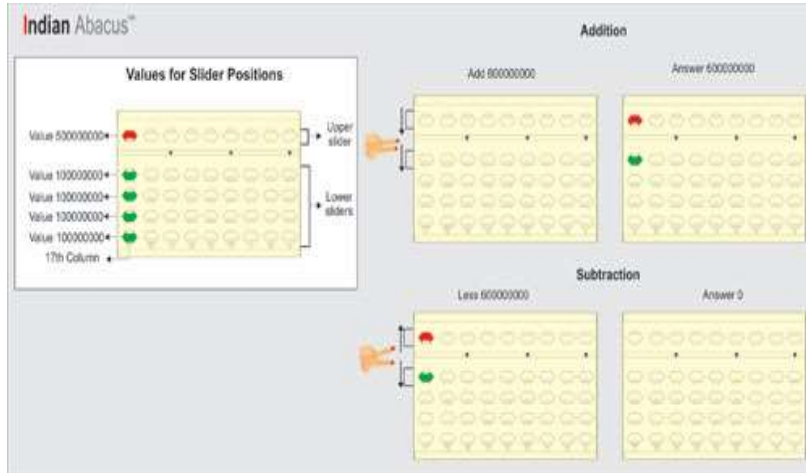 Indian Abacus™
Values for Slider Positions
Value 500000000
Upper
slider
Value 100000000
Value 100000000
Value 100000000
Value 100000000
Lower
sliders
17th Column
Addition
Add 600000000
Answer 600000000
Subtraction
Less 600000000
Answer 0